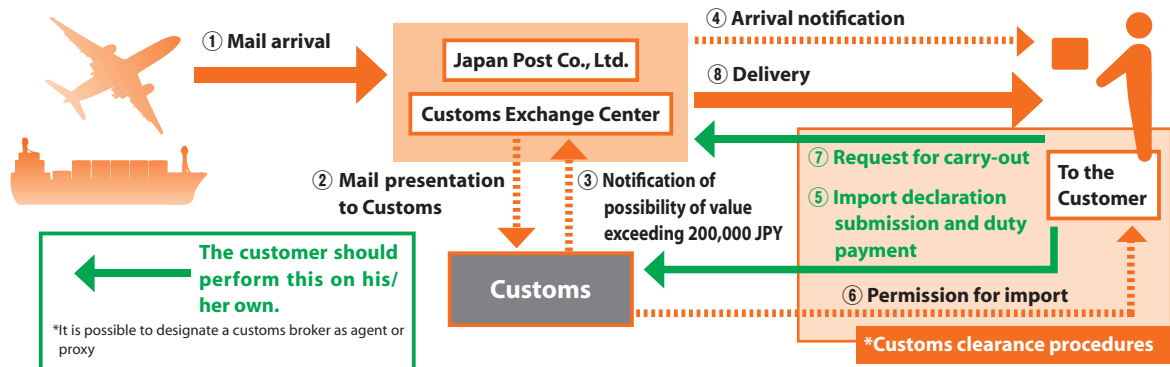 ① Mail arrival
Japan Post Co., Ltd.
Customs Exchange Center
④ Arrival notification
⑧ Delivery
② Mail presentation
to Customs
③ Notification of
possibility of value
exceeding 200,000 JPY
⑦ Request for carry-out
⑤ Import declaration
submission and duty
payment
To the
Customer
Customs
⑥ Permission for import
*Customs clearance procedures
The customer should
perform this on his/
her own.
*It is possible to designate a customs broker as agent or
proxy